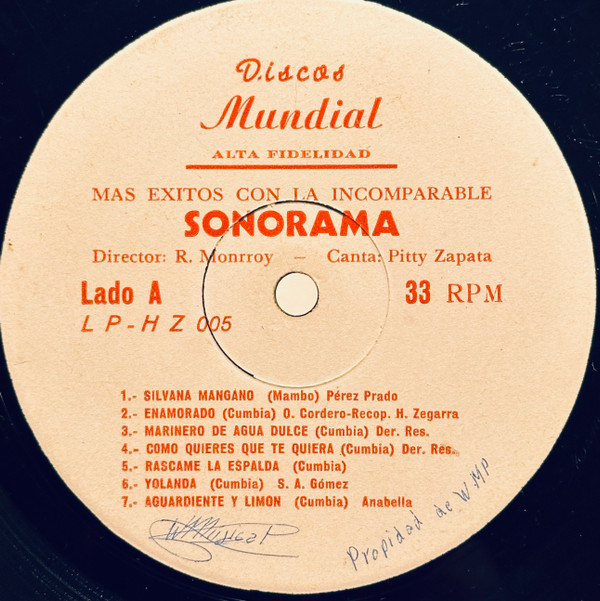 Discos
Mundial
ALTA FIDELIDAD
MAS EXITOS CON LA INCOMPARABLE
SONORAMA
Director: R. Monrroy — Canta: Pitty Zapata
Lado A 33 RPM
LP-HZ 005
1.- SILVANA MANGANO (Mambo) Pérez Prado
2.- ENAMORADO (Cumbia) O. Cordero-Recop. H. Zegarra
3.- MARINERO DE AGUA DULCE (Cumbia) Der. Res.
4.- COMO QUIERES QUE TE QUIERA (Cumbia) Der. Res.
5.- RASCAME LA ESPALDA (Cumbia)
6.- YOLANDA (Cumbia) S. A. Gómez
7.- AGUARDIENTE Y LIMON (Cumbia) Anabella
Propidad de W.MP